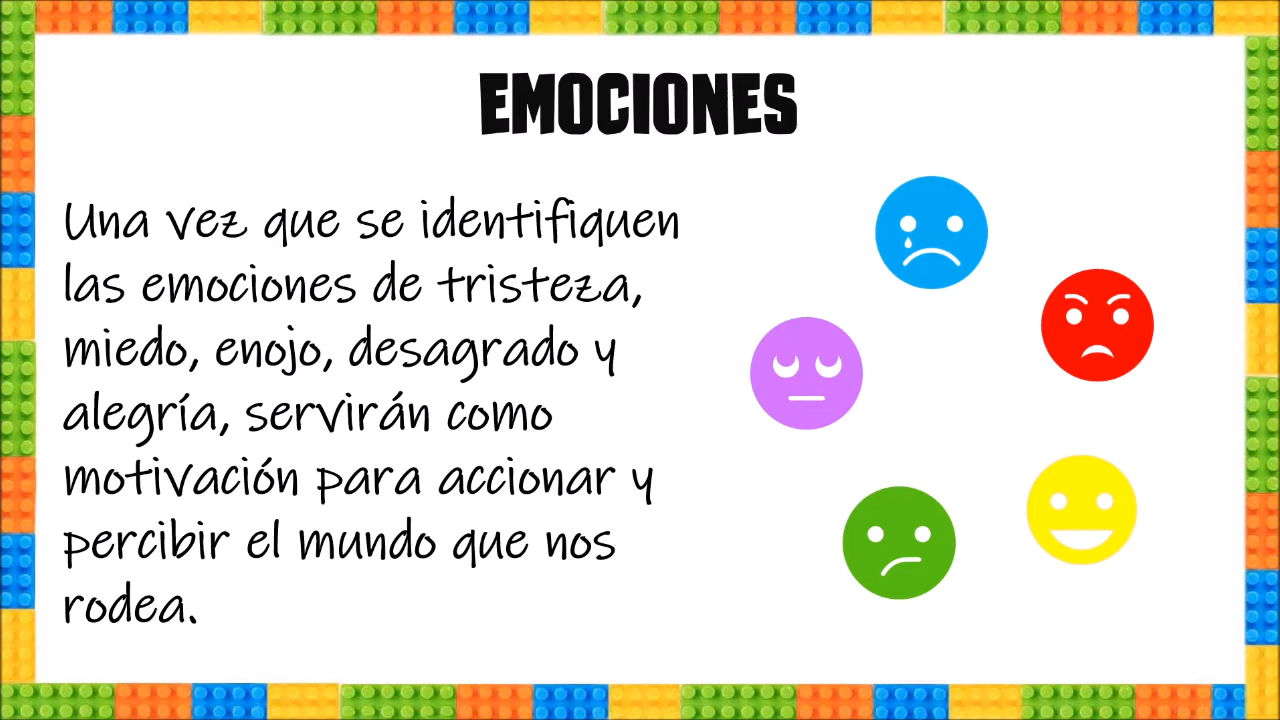 EMOCIONES
Una vez que se identifiquen
las emociones de tristeza,
miedo, enojo, desagrado y
alegría, servirán como
motivación para accionar y
percibir el mundo que nos
rodea.